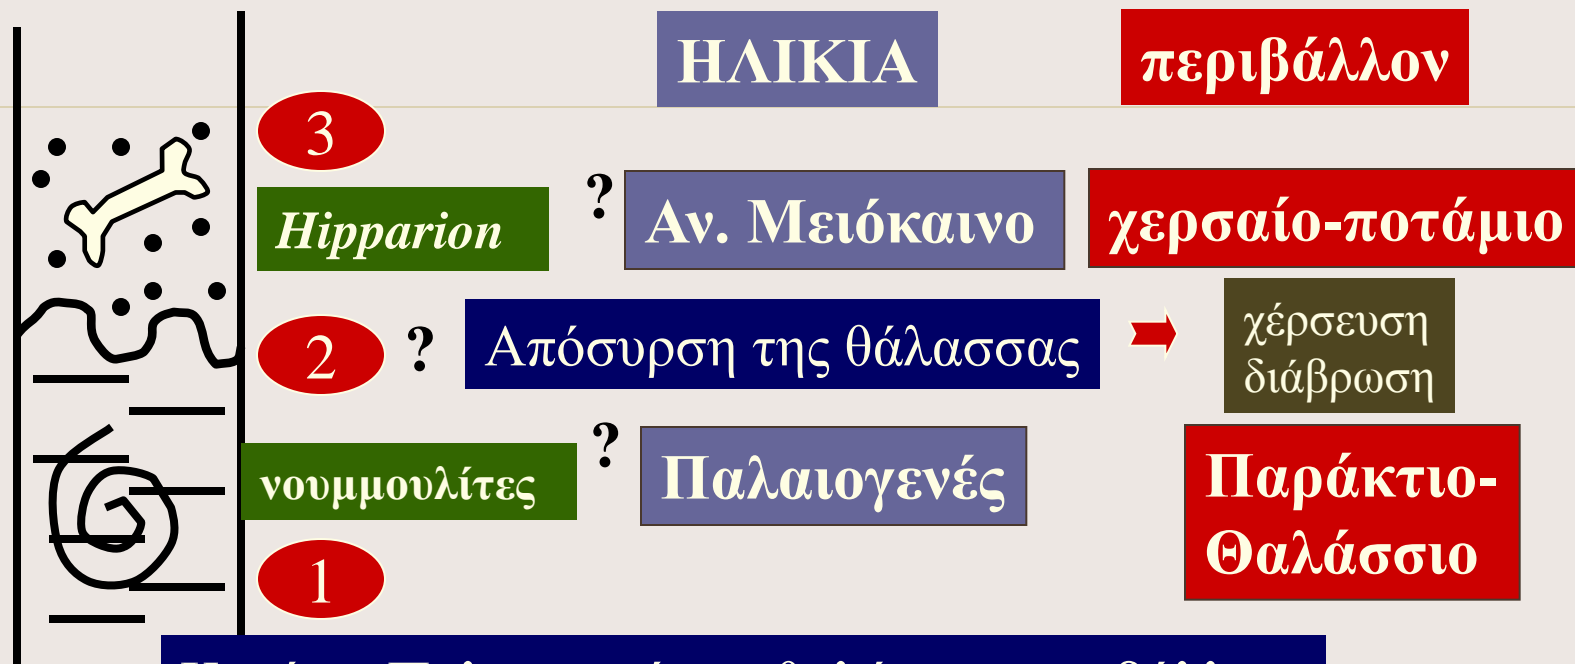 ΗΛΙΚΙΑ περιβάλλον
3
Hipparion ? Αν. Μειόκαινο χερσαίο-ποτάμιο
2 ? Απόσυρση της θάλασσας χέρσευση
διάβρωση
νουμμουλίτες ? Παλαιογενές Παράκτιο-
Θαλάσσιο
1